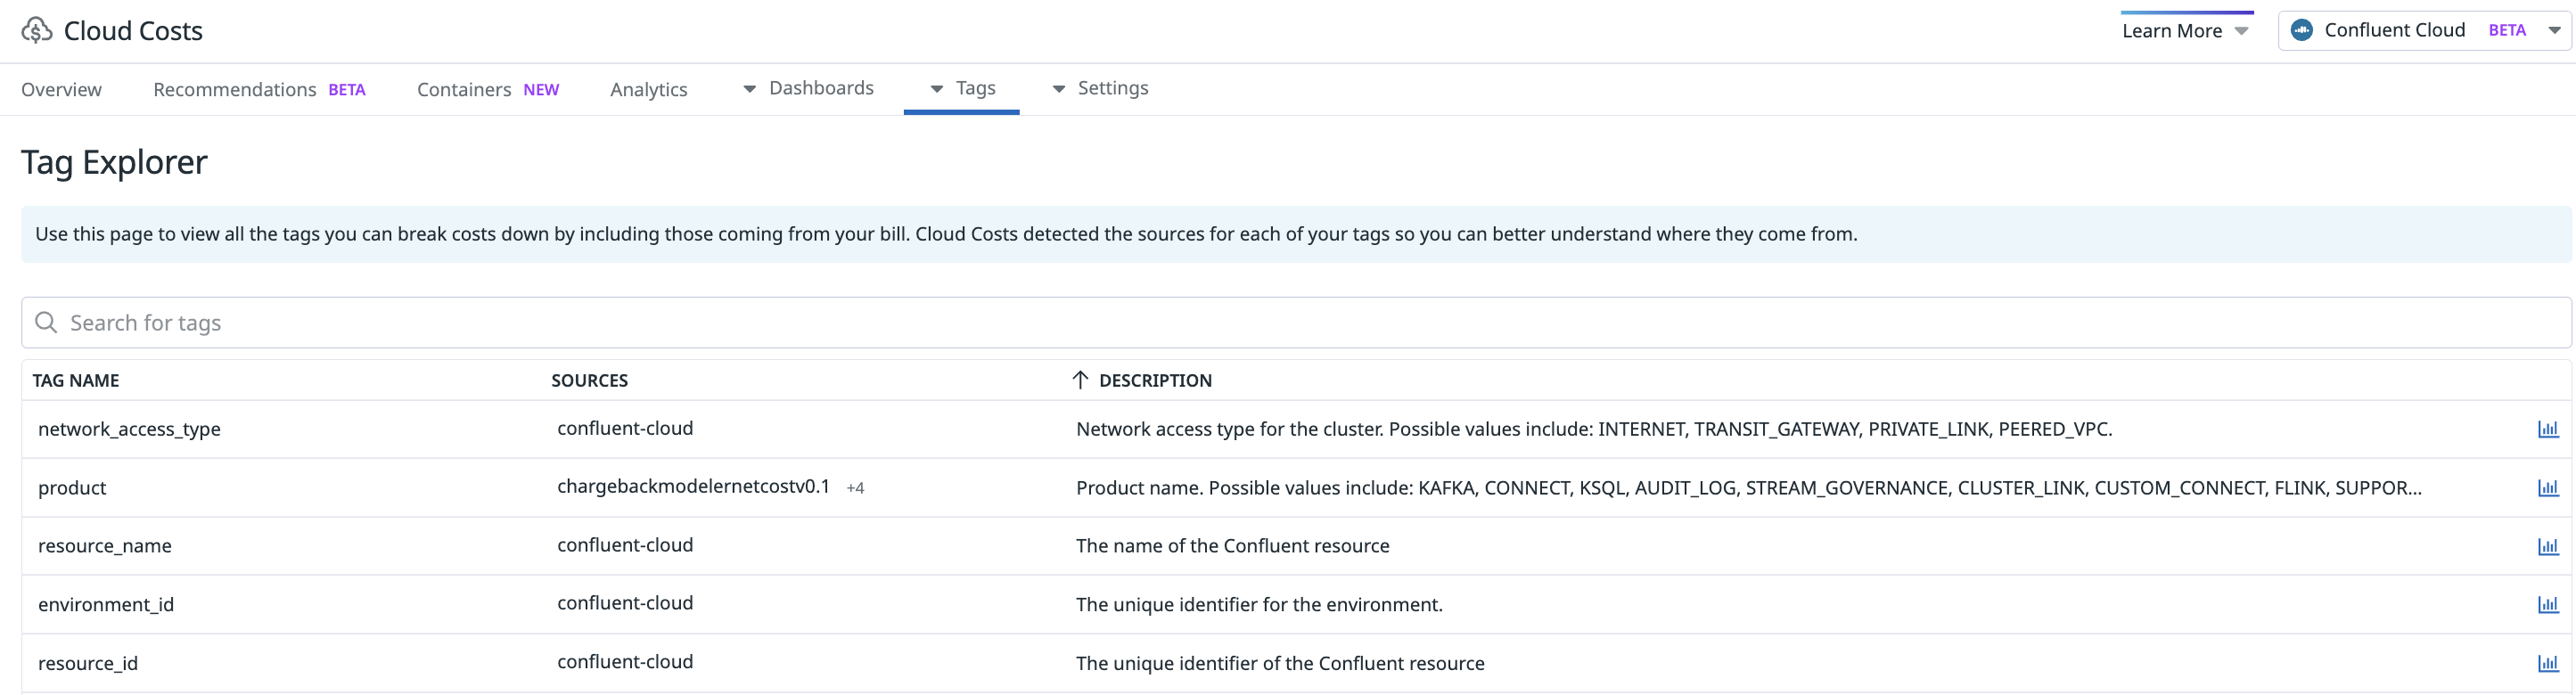 Cloud Costs
Learn More
Confluent Cloud BETA
Overview Recommendations BETA Containers NEW Analytics Dashboards Tags Settings
Tag Explorer
Use this page to view all the tags you can break costs down by including those coming from your bill. Cloud Costs detected the sources for each of your tags so you can better understand where they come from.
Search for tags
TAG NAME SOURCES DESCRIPTION
network_access_type confluent-cloud Network access type for the cluster. Possible values include: INTERNET, TRANSIT_GATEWAY, PRIVATE_LINK, PEERED_VPC.
product chargebackmodelernetcostv0.1 +4 Product name. Possible values include: KAFKA, CONNECT, KSQL, AUDIT_LOG, STREAM_GOVERNANCE, CLUSTER_LINK, CUSTOM_CONNECT, FLINK, SUPPOR...
resource_name confluent-cloud The name of the Confluent resource
environment_id confluent-cloud The unique identifier for the environment.
resource_id confluent-cloud The unique identifier of the Confluent resource